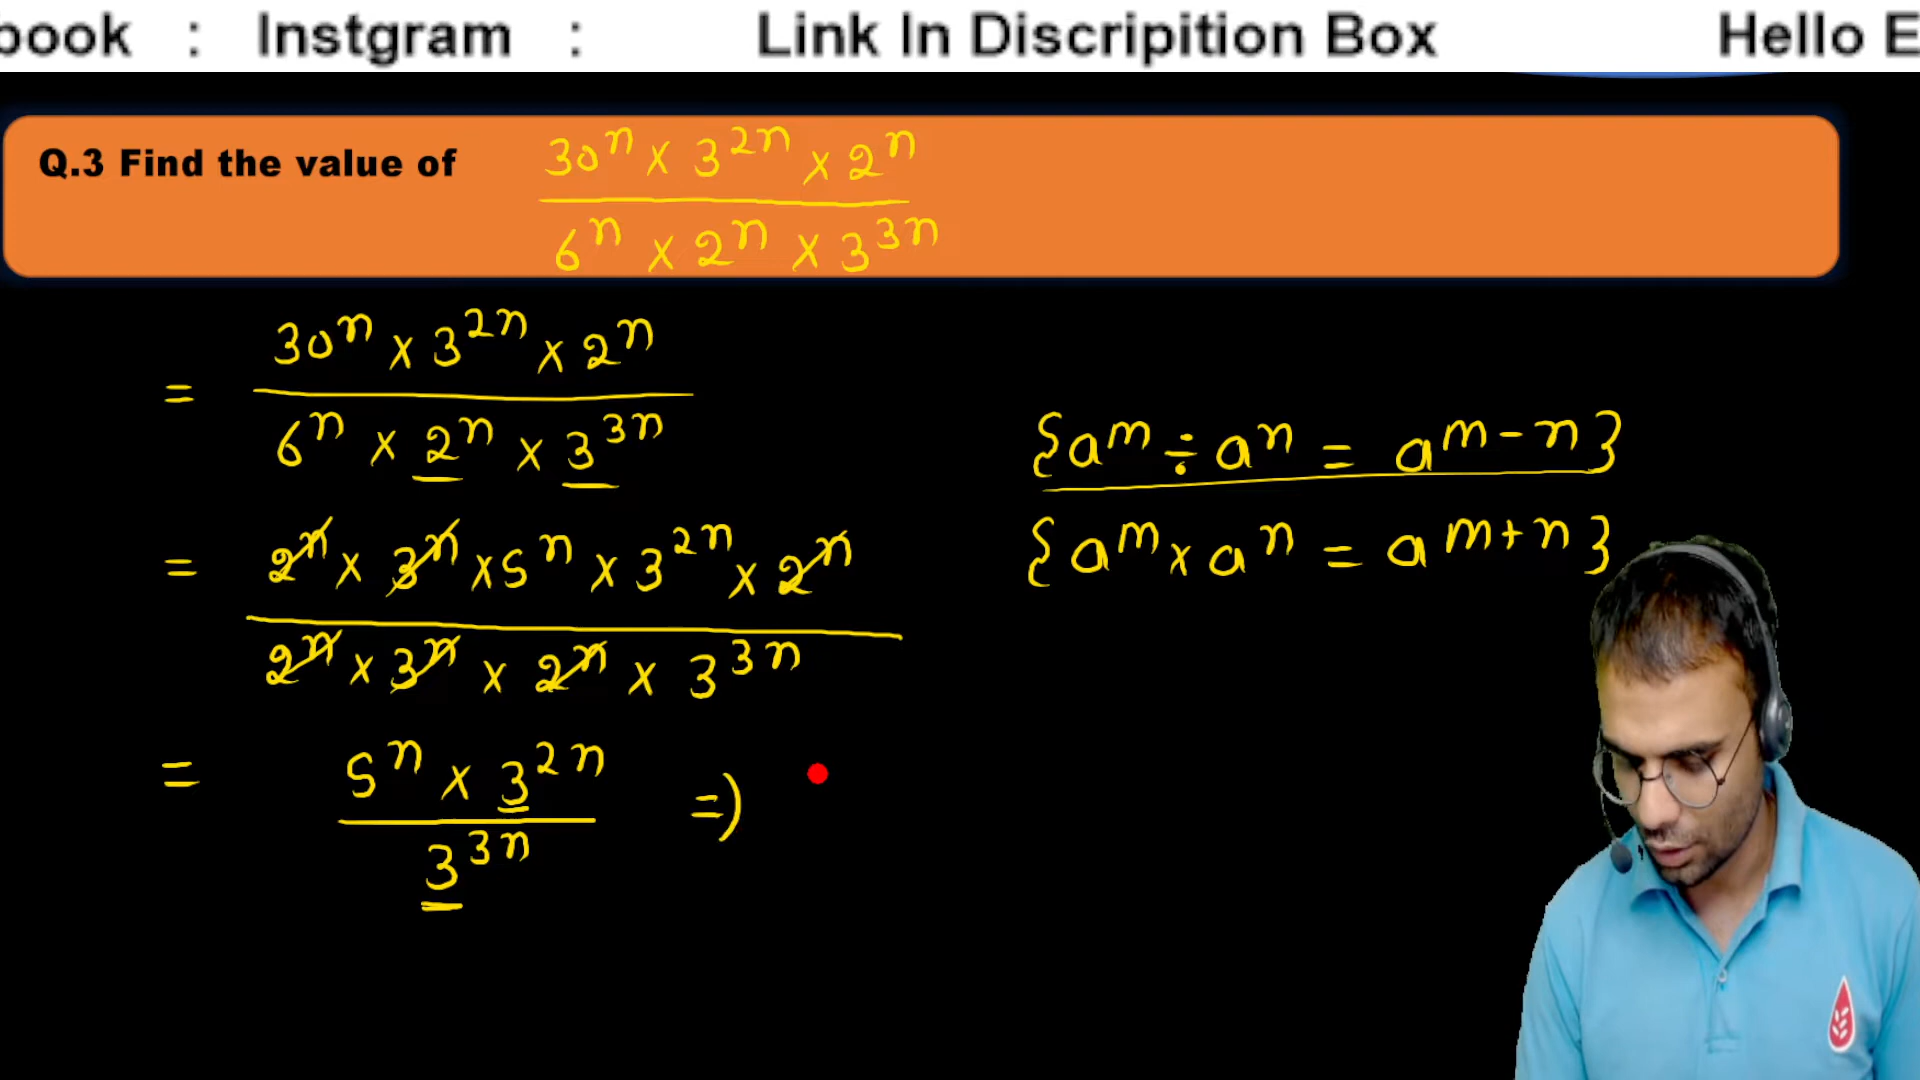 book : Instgram : Link In Discripition Box Hello E
Q.3 Find the value of 30ⁿ × 3²ⁿ × 2ⁿ
6ⁿ × 2ⁿ × 3³ⁿ
= 30ⁿ × 3²ⁿ × 2ⁿ
6ⁿ × 2ⁿ × 3³ⁿ
= 2ⁿ × 3ⁿ × 5ⁿ × 3²ⁿ × 2ⁿ
2ⁿ × 3ⁿ × 2ⁿ × 3³ⁿ
= 5ⁿ × 3²ⁿ =)
3³ⁿ
{aᵐ ÷ aⁿ = aᵐ⁻ⁿ}
{aᵐ × aⁿ = aᵐ⁺ⁿ}